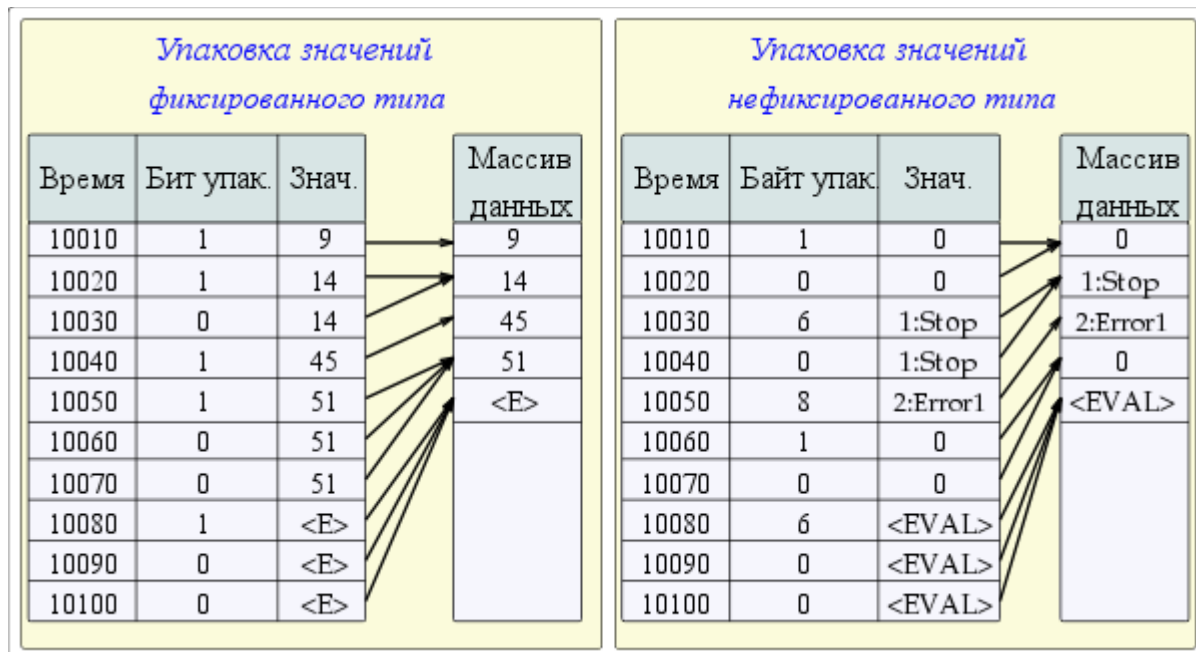 Упаковка значений
фиксированного типа
Время Бит упак. Знач. Массив данных
10010 1 9 9
10020 1 14 14
10030 0 14 45
10040 1 45 51
10050 1 51 <E>
10060 0 51
10070 0 51
10080 1 <E>
10090 0 <E>
10100 0 <E>
Упаковка значений
нефиксированного типа
Время Байт упак. Знач. Массив данных
10010 1 0 0
10020 0 0 1:Stop
10030 6 1:Stop 2:Error1
10040 0 1:Stop 0
10050 8 2:Error1 <EVAL>
10060 1 0
10070 0 0
10080 6 <EVAL>
10090 0 <EVAL>
10100 0 <EVAL>